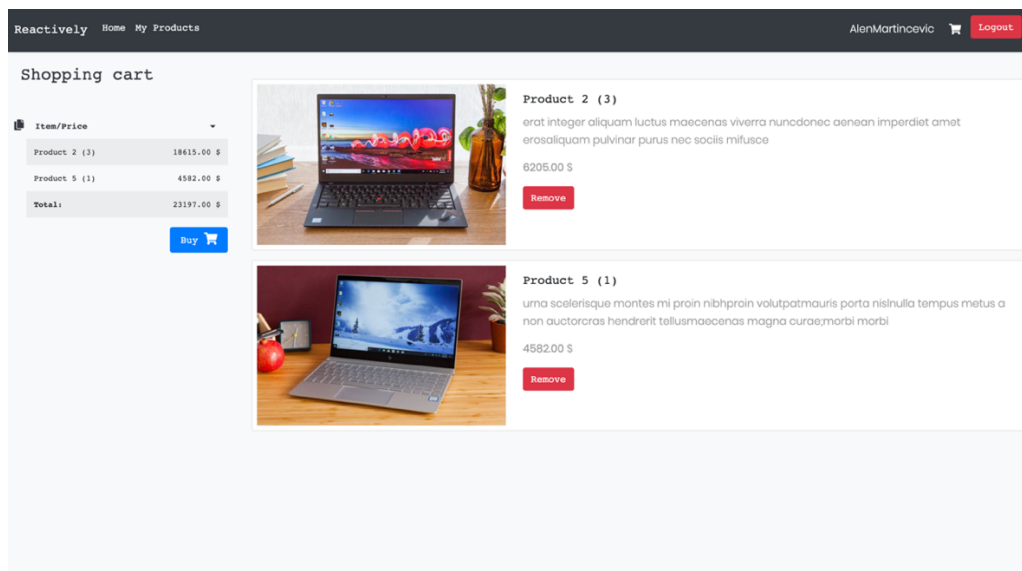 Reactively Home My Products AlenMartincevic Logout
Shopping cart
Item/Price
Product 2 (3) 18615.00 $
Product 5 (1) 4582.00 $
Total: 23197.00 $
Buy
Product 2 (3)
erat integer aliquam luctus maecenas viverra nuncdonec aenean imperdiet amet
erosaliquam pulvinar purus nec sociis mifusce
6205.00 $
Remove
Product 5 (1)
urna scelerisque montes mi proin nibhproin volutpatmauris porta nislnulla tempus metus a
non auctorcras hendrerit tellusmaecenas magna curae;morbi morbi
4582.00 $
Remove